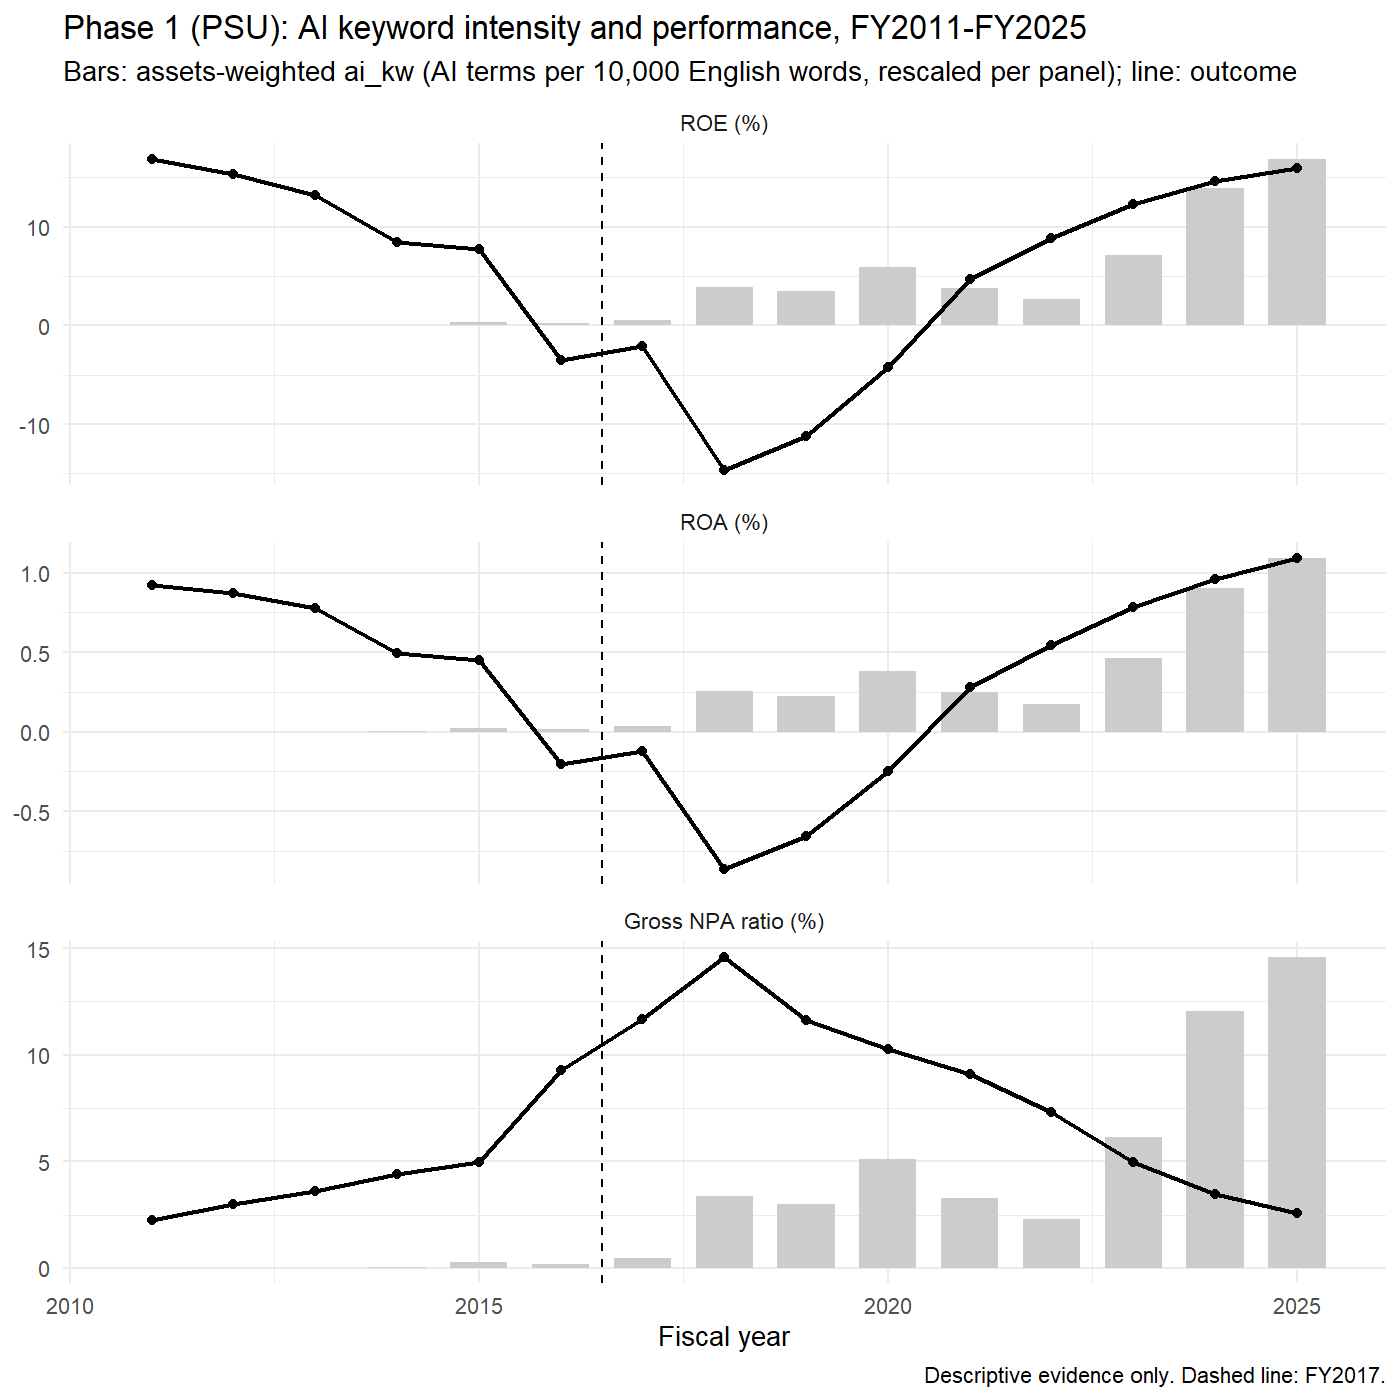 Phase 1 (PSU): AI keyword intensity and performance, FY2011-FY2025
Bars: assets-weighted ai_kw (AI terms per 10,000 English words, rescaled per panel); line: outcome
ROE (%)
10
0
-10
ROA (%)
1.0
0.5
0.0
-0.5
Gross NPA ratio (%)
15
10
5
0
2010 2015 2020 2025
Fiscal year
Descriptive evidence only. Dashed line: FY2017.